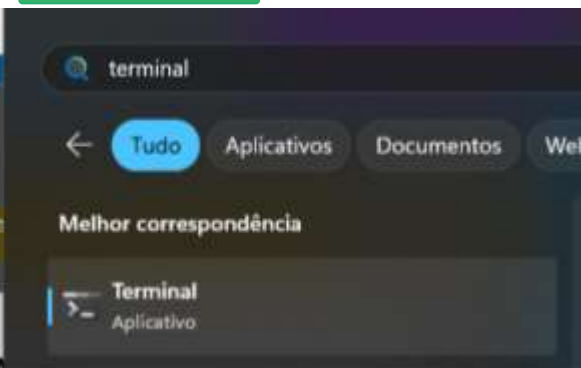 terminal
Tudo Aplicativos Documentos
Melhor correspondência
Terminal
Aplicativo